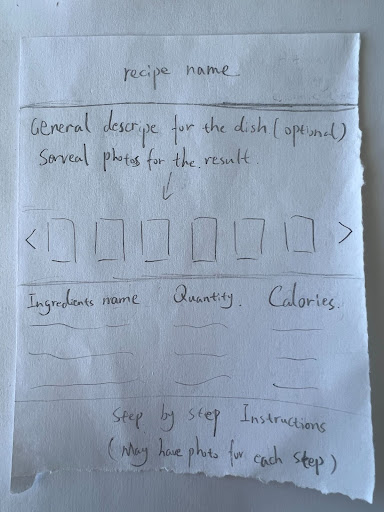 recipe name
General descripe for the dish (optional)
Serveal photos for the result.
< >
Ingredients name Quantity. Calories.
Step by step Instructions
(May have photo for each step)